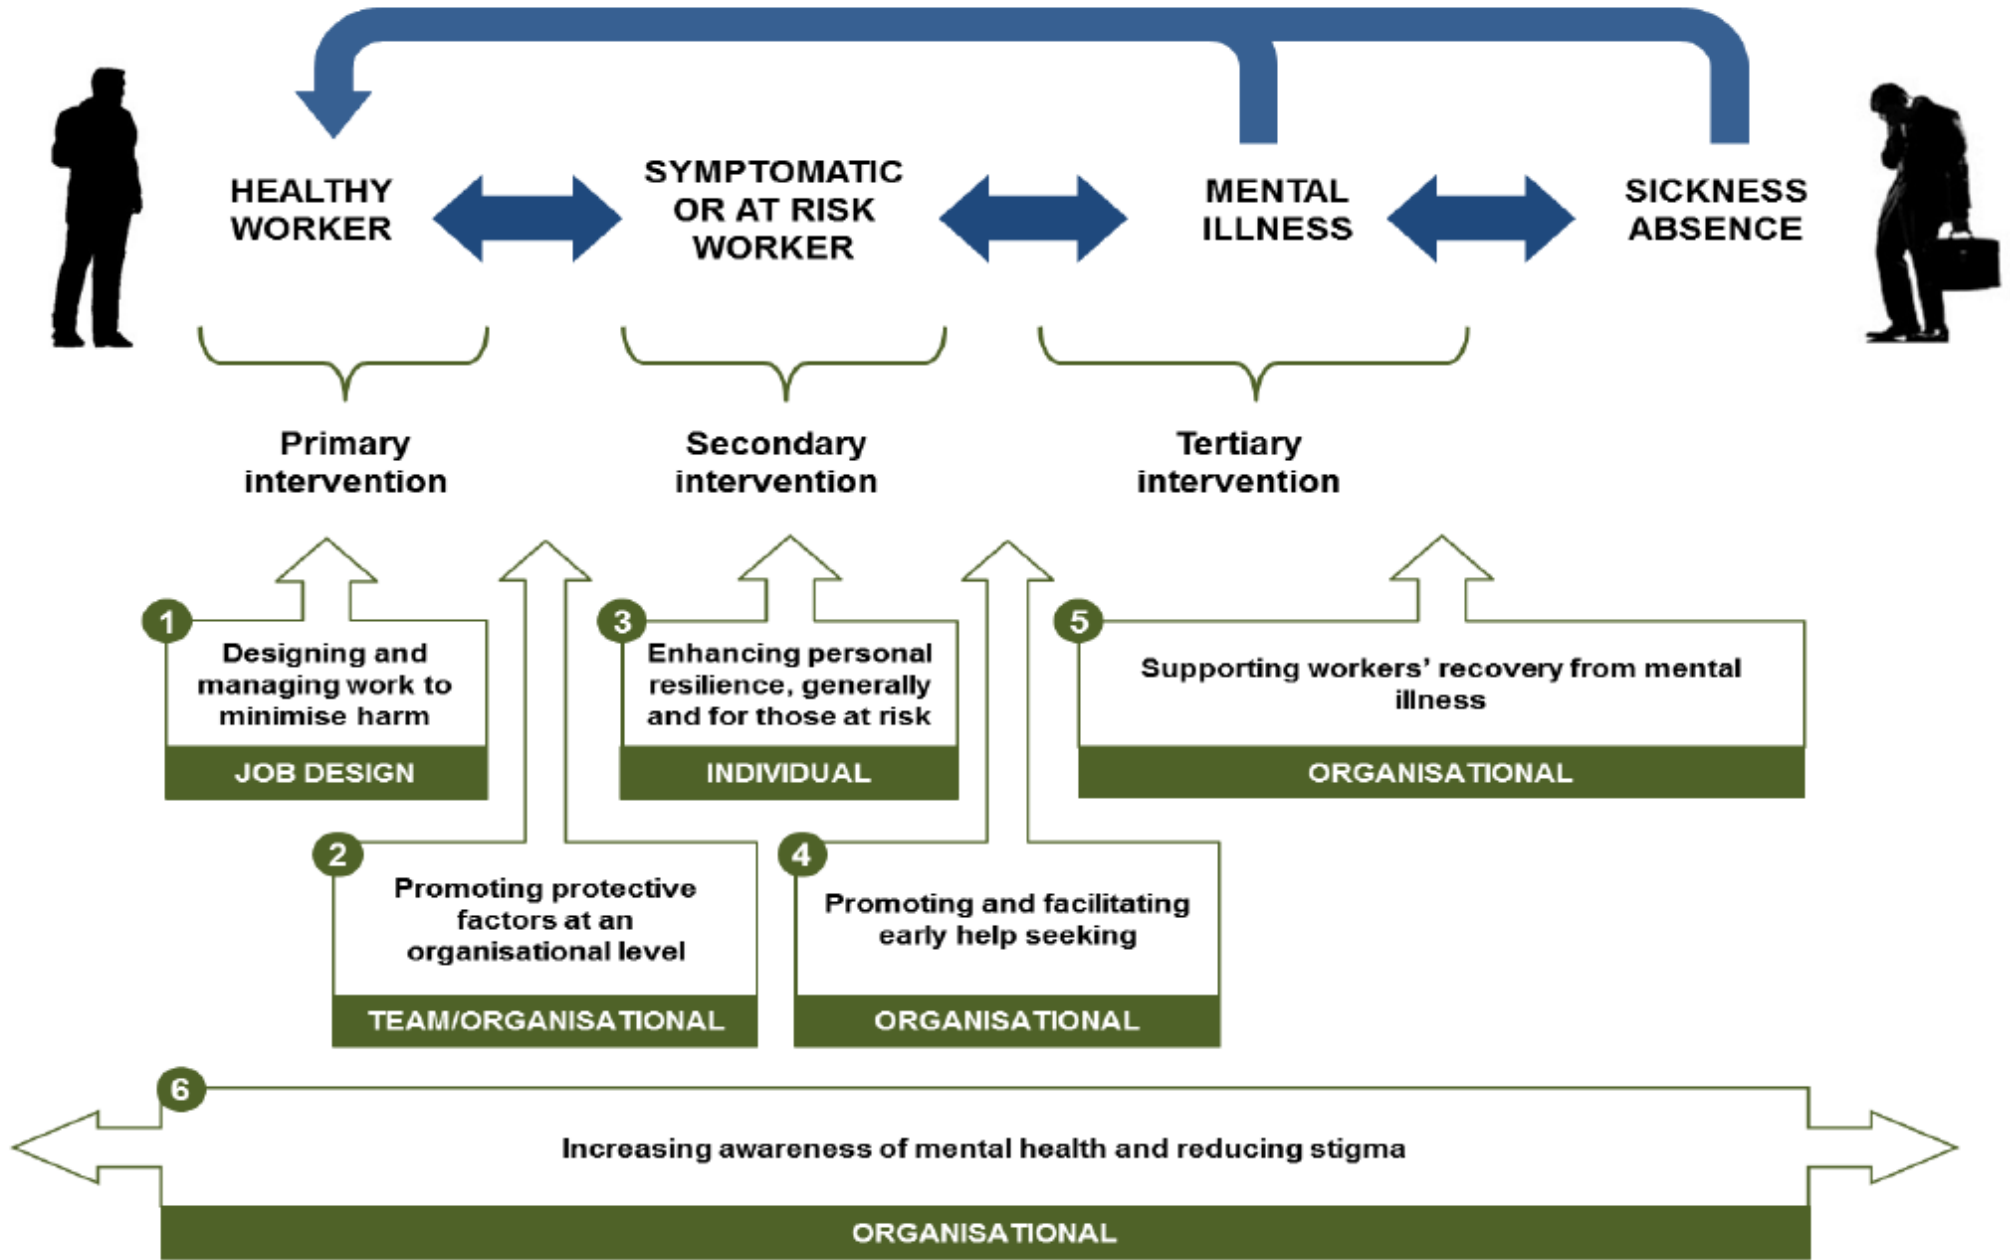 HEALTHY
WORKER
SYMPTOMATIC
OR AT RISK
WORKER
MENTAL
ILLNESS
SICKNESS
ABSENCE
Primary
intervention
Secondary
intervention
Tertiary
intervention
1
Designing and
managing work to
minimise harm
JOB DESIGN
2
Promoting protective
factors at an
organisational level
TEAM/ORGANISATIONAL
3
Enhancing personal
resilience, generally
and for those at risk
INDIVIDUAL
4
Promoting and facilitating
early help seeking
ORGANISATIONAL
5
Supporting workers’ recovery from mental
illness
ORGANISATIONAL
6
Increasing awareness of mental health and reducing stigma
ORGANISATIONAL